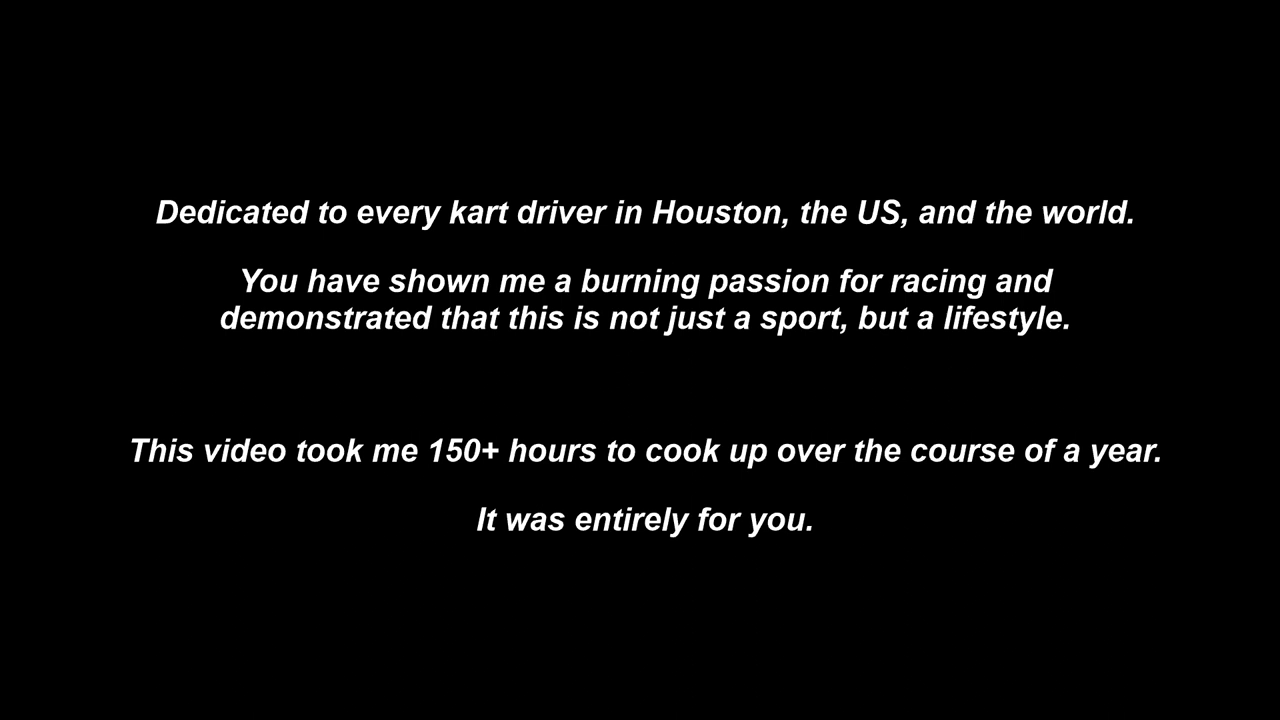 Dedicated to every kart driver in Houston, the US, and the world.
You have shown me a burning passion for racing and
demonstrated that this is not just a sport, but a lifestyle.
This video took me 150+ hours to cook up over the course of a year.
It was entirely for you.